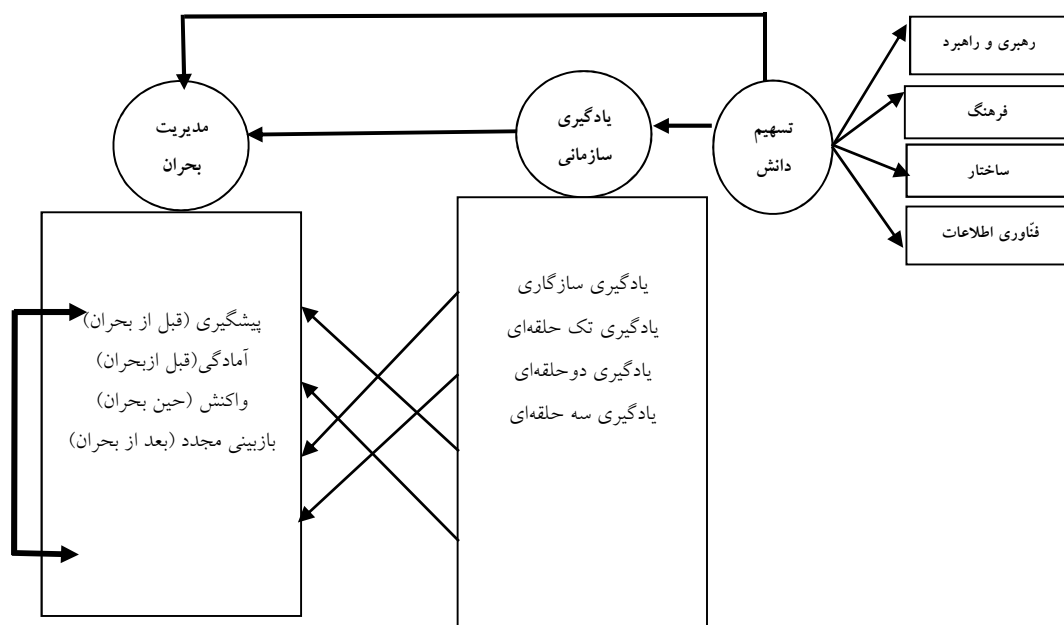 رهبری و راهبرد
فرهنگ
ساختار
فنّاوری اطلاعات
تسهیم
دانش
یادگیری
سازمانی
مدیریت
بحران
یادگیری سازگاری
یادگیری تک حلقه‌ای
یادگیری دوحلقه‌ای
یادگیری سه حلقه‌ای
پیشگیری (قبل از بحران)
آمادگی(قبل ازبحران)
واکنش (حین بحران)
بازبینی مجدد (بعد از بحران)